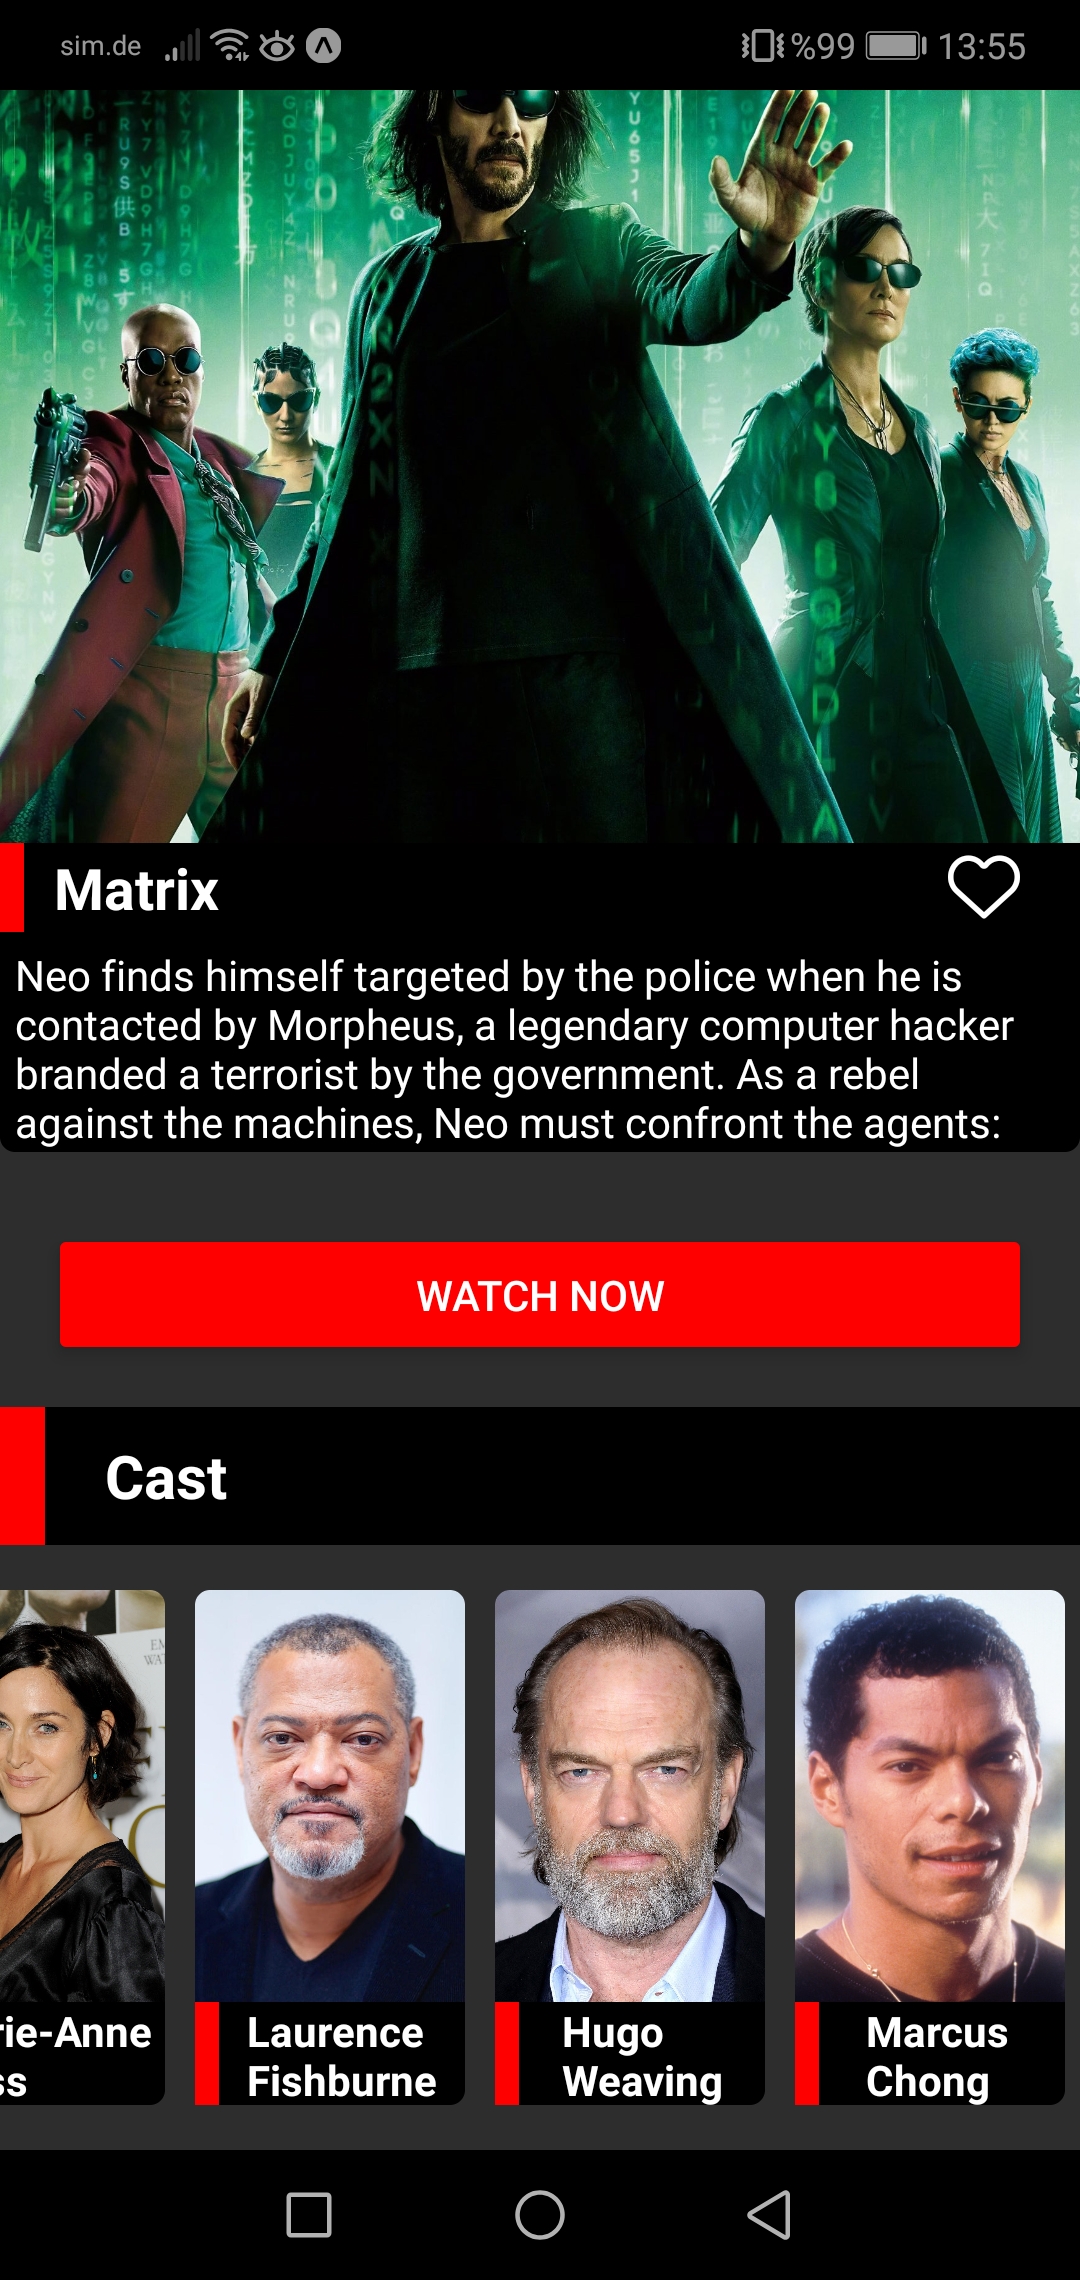 sim.de %99 13:55
Matrix
Neo finds himself targeted by the police when he is
contacted by Morpheus, a legendary computer hacker
branded a terrorist by the government. As a rebel
against the machines, Neo must confront the agents:
WATCH NOW
Cast
rie-Anne
ss
Laurence
Fishburne
Hugo
Weaving
Marcus
Chong